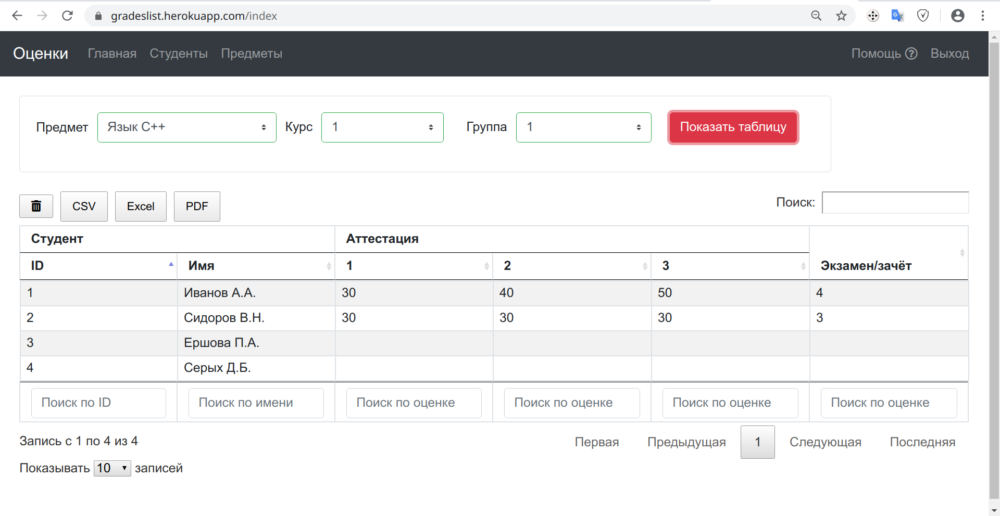 gradeslist.herokuapp.com/index
Оценки Главная Студенты Предметы Помощь Выход
Предмет Язык C++ Курс 1 Группа 1 Показать таблицу
CSV Excel PDF Поиск:
Студент Аттестация
ID Имя 1 2 3 Экзамен/зачёт
1 Иванов А.А. 30 40 50 4
2 Сидоров В.Н. 30 30 30 3
3 Ершова П.А.
4 Серых Д.Б.
Поиск по ID Поиск по имени Поиск по оценке Поиск по оценке Поиск по оценке Поиск по оценке
Запись с 1 по 4 из 4 Первая Предыдущая 1 Следующая Последняя
Показывать 10 записей